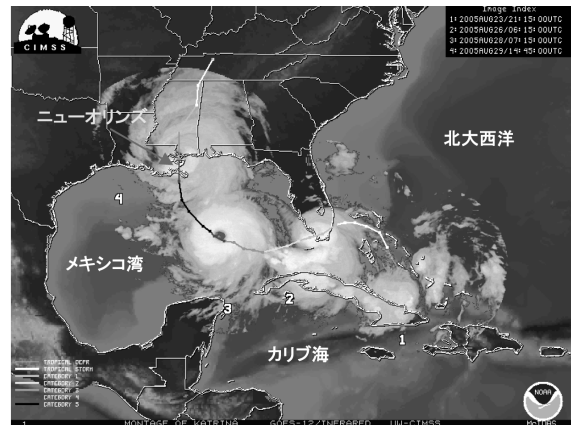 CIMSS
Image Index
1: 2005AUG23/21:15:00UTC
2: 2005AUG26/06:15:00UTC
3: 2005AUG28/07:15:00UTC
4: 2005AUG29/14:45:00UTC
ニューオリンズ
北大西洋
4
メキシコ湾
3
2
カリブ海
1
TROPICAL DEPR
TROPICAL STORM
CATEGORY 1
CATEGORY 2
CATEGORY 3
CATEGORY 4
CATEGORY 5
NOAA
1 MONTAGE OF KATRINA GOES-12/INFRARED UW-CIMSS McIDAS